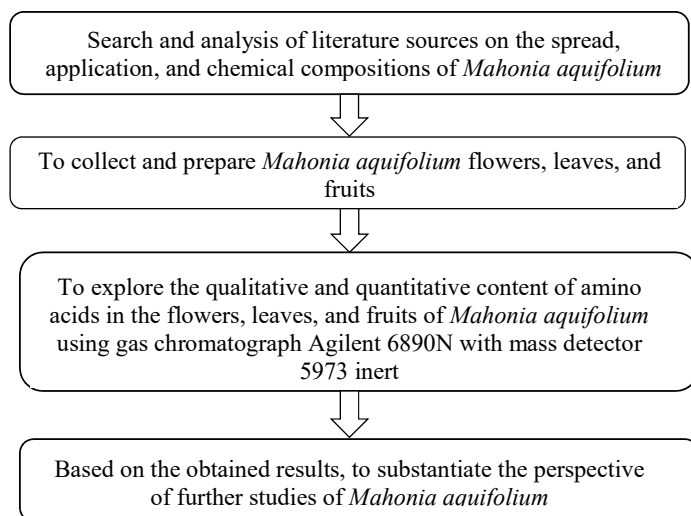 Search and analysis of literature sources on the spread,
application, and chemical compositions of Mahonia aquifolium
To collect and prepare Mahonia aquifolium flowers, leaves, and
fruits
To explore the qualitative and quantitative content of amino
acids in the flowers, leaves, and fruits of Mahonia aquifolium
using gas chromatograph Agilent 6890N with mass detector
5973 inert
Based on the obtained results, to substantiate the perspective
of further studies of Mahonia aquifolium